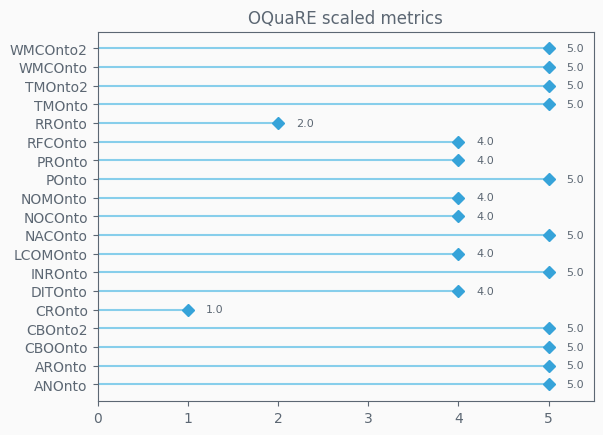 OQuaRE scaled metrics
WMCOnto2 5.0
WMCOnto 5.0
TMOnto2 5.0
TMOnto 5.0
RROnto 2.0
RFCOnto 4.0
PROnto 4.0
POnto 5.0
NOMOnto 4.0
NOCOnto 4.0
NACOnto 5.0
LCOMOnto 4.0
INROnto 5.0
DITOnto 4.0
CROnto 1.0
CBOnto2 5.0
CBOOnto 5.0
AROnto 5.0
ANOnto 5.0
0 1 2 3 4 5